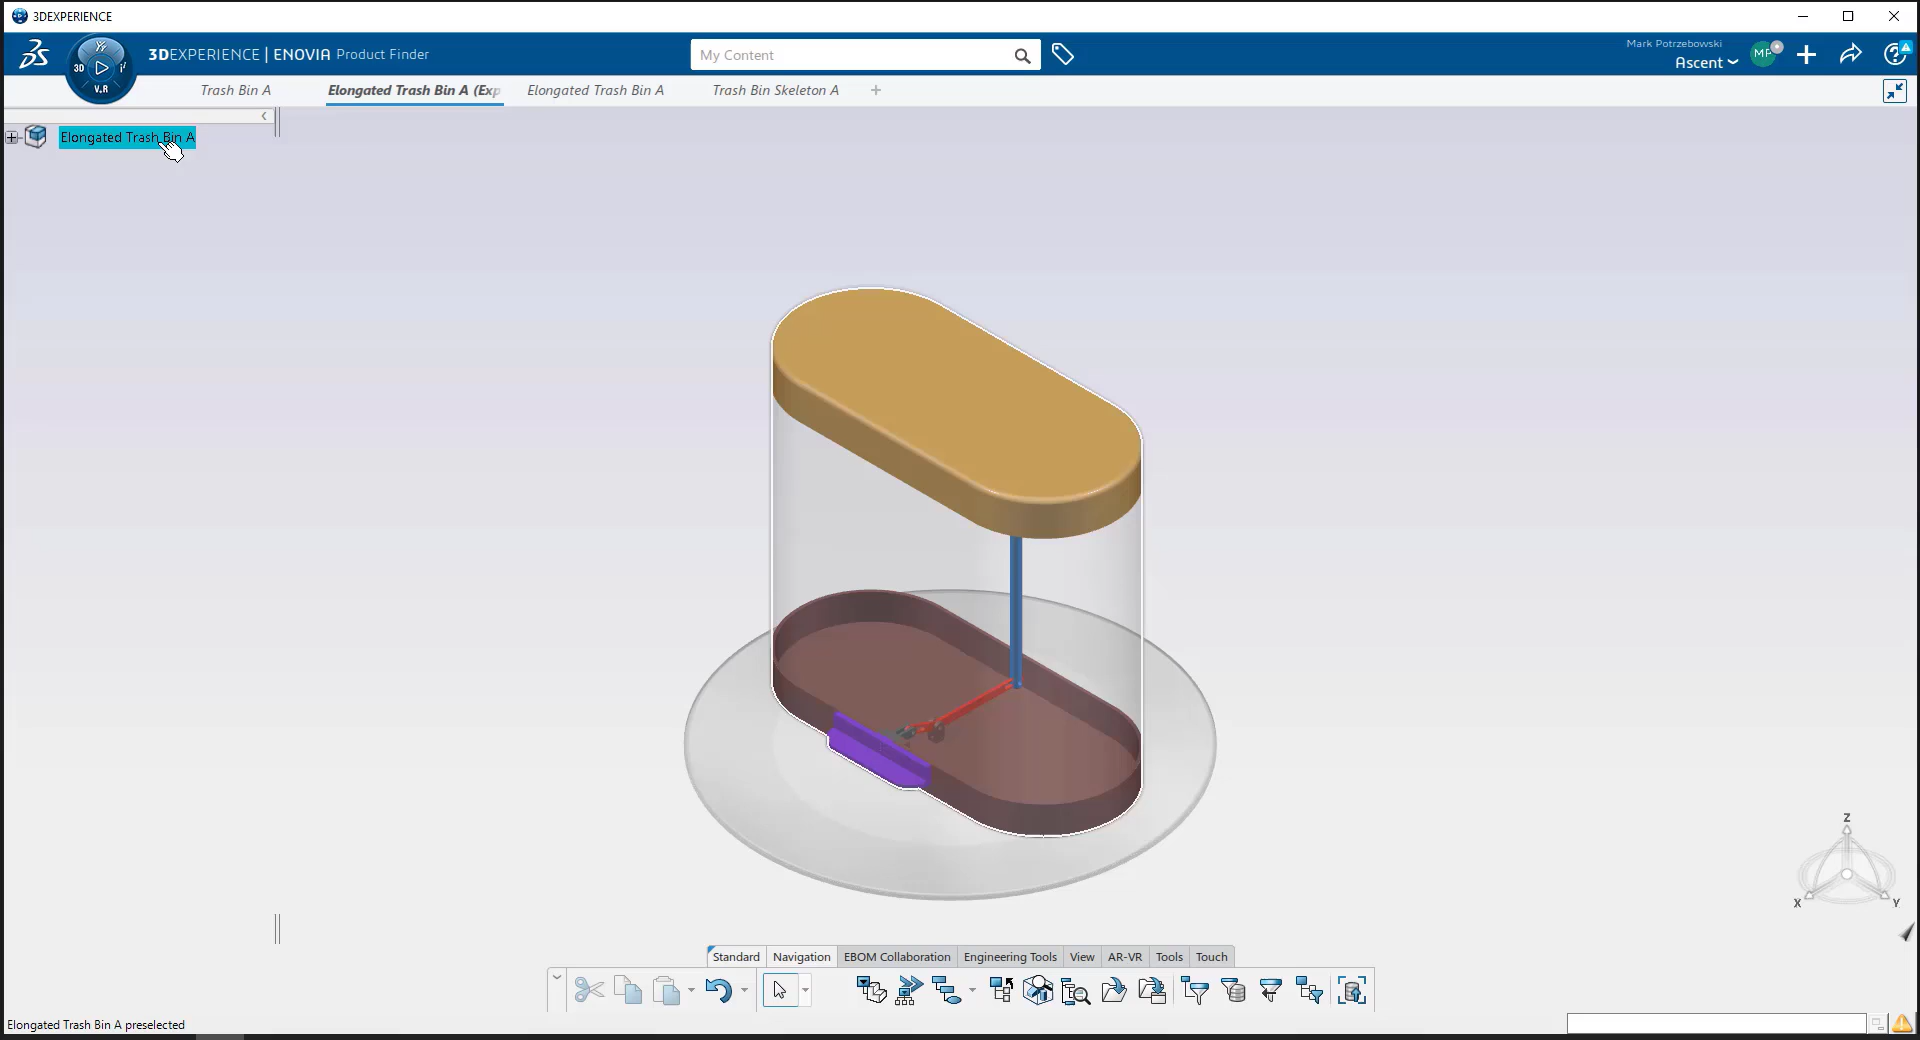 3DEXPERIENCE
3DEXPERIENCE | ENOVIA Product Finder
My Content
Mark Potrzebowski
Ascent
MP
3D
V.R
Trash Bin A
Elongated Trash Bin A (Exp
Elongated Trash Bin A
Trash Bin Skeleton A
Elongated Trash Bin A
Z
X
Y
Standard
Navigation
EBOM Collaboration
Engineering Tools
View
AR-VR
Tools
Touch
Elongated Trash Bin A preselected